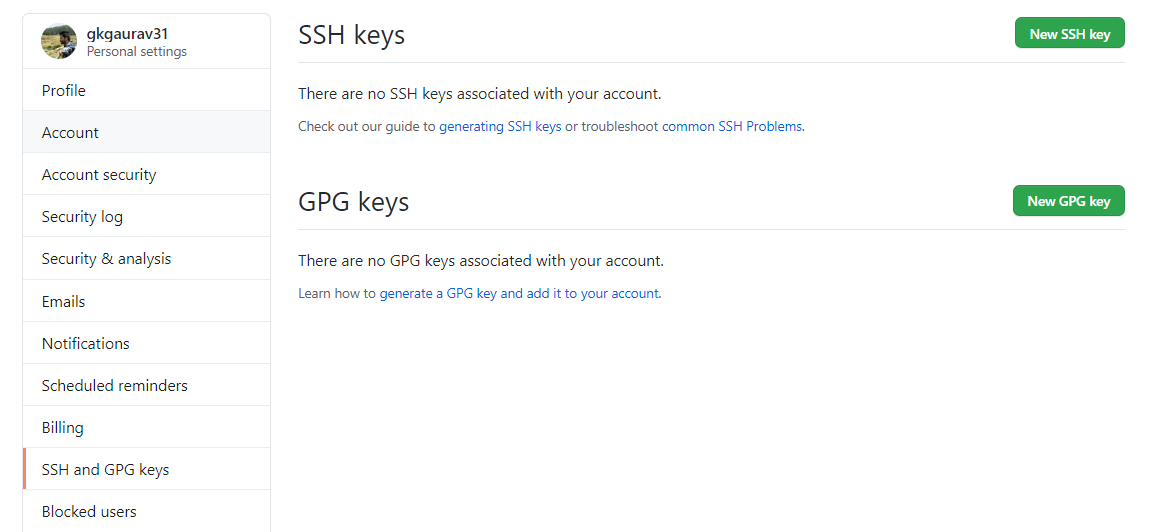 gkgaurav31
Personal settings
Profile
Account
Account security
Security log
Security & analysis
Emails
Notifications
Scheduled reminders
Billing
SSH and GPG keys
Blocked users
SSH keys
New SSH key
There are no SSH keys associated with your account.
Check out our guide to generating SSH keys or troubleshoot common SSH Problems.
GPG keys
New GPG key
There are no GPG keys associated with your account.
Learn how to generate a GPG key and add it to your account.